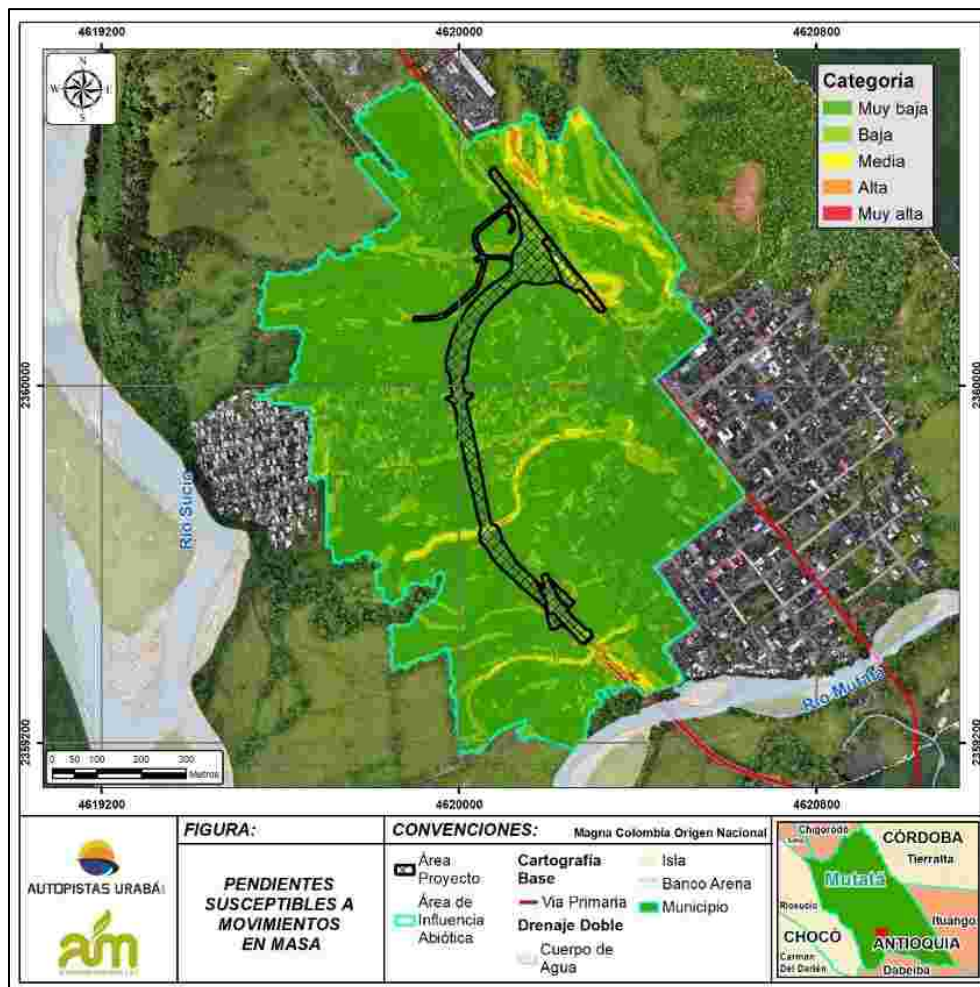 4619200
4620000
4620800
N
W
E
S
Categoria
Muy baja
Baja
Media
Alta
Muy alta
2360000
2360000
Río Sucio
Río Mutatá
2359200
2359200
0 50 100 200 300
Metros
4619200
4620000
4620800
AUTOPISTAS URABÁ
aim
FIGURA:
PENDIENTES
SUSCEPTIBLES A
MOVIMIENTOS
EN MASA
CONVENCIONES:
Magna Colombia Origen Nacional
Área
Proyecto
Área de
Influencia
Abiótica
Cartografía
Base
Vía Primaria
Drenaje Doble
Cuerpo de
Agua
Isla
Banco Arena
Municipio
Chigorodó
CÓRDOBA
Tierralta
Mutatá
Riosucio
Ituango
CHOCÓ
ANTIOQUIA
Carmen
Del Darién
Dabeiba